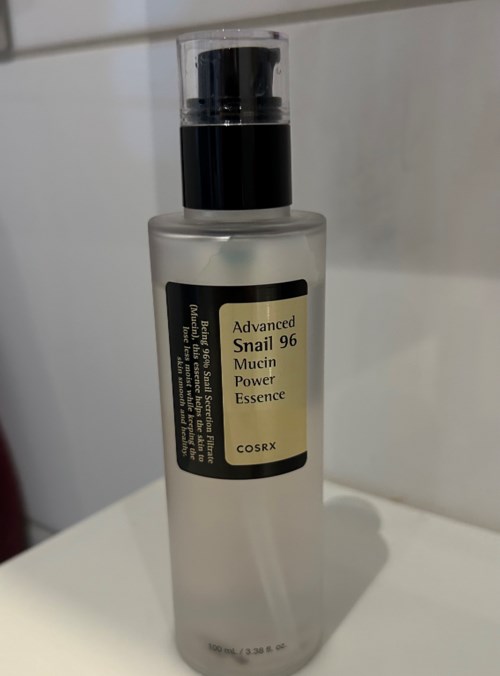 Advanced
Snail 96
Mucin
Power
Essence
COSRX
Being 96% Snail Secretion Filtrate
(Mucin), this essence helps the skin to
lose less moist while keeping the
skin smooth and healthy.
100 mL / 3.38 fl. oz